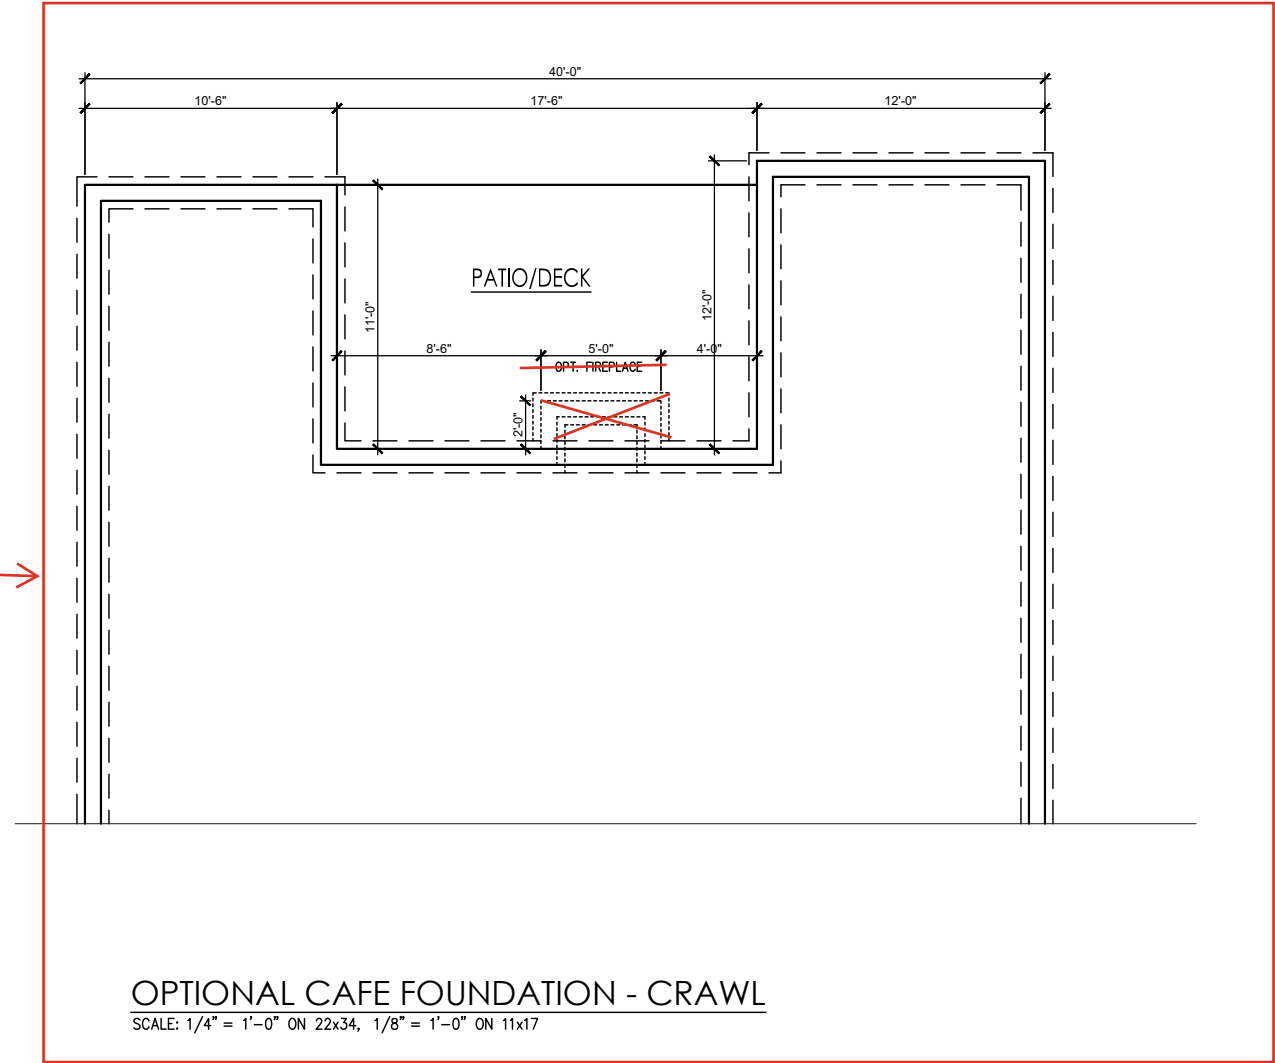 40'-0"
10'-6"
17'-6"
12'-0"
PATIO/DECK
11'-0"
12'-0"
8'-6"
5'-0"
4'-0"
OPT. FIREPLACE
2'-0"
OPTIONAL CAFE FOUNDATION - CRAWL
SCALE: 1/4" = 1'-0" ON 22x34, 1/8" = 1'-0" ON 11x17